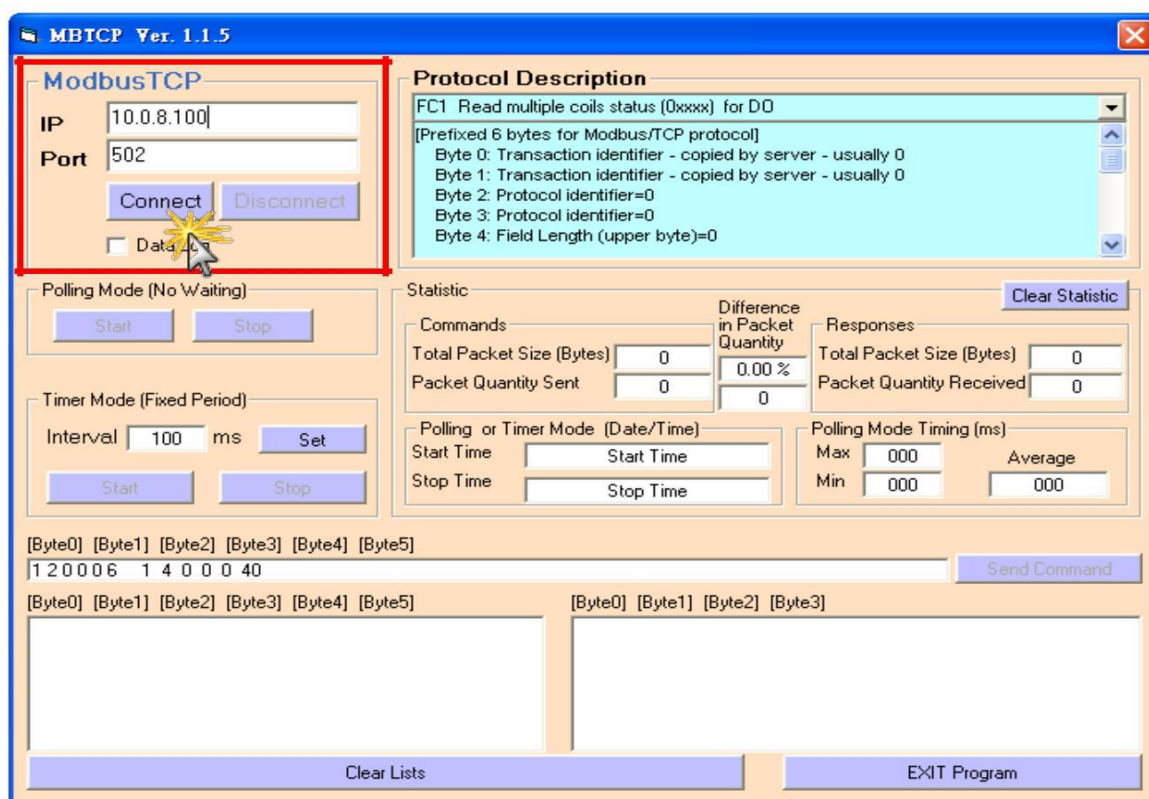 MBTCP Ver. 1.1.5
ModbusTCP
IP 10.0.8.100
Port 502
Connect Disconnect
Protocol Description
FC1 Read multiple coils status (0xxxx) for DO
[Prefixed 6 bytes for Modbus/TCP protocol]
Byte 0: Transaction identifier - copied by server - usually 0
Byte 1: Transaction identifier - copied by server - usually 0
Byte 2: Protocol identifier=0
Byte 3: Protocol identifier=0
Byte 4: Field Length (upper byte)=0
Polling Mode (No Waiting)
Start Stop
Timer Mode (Fixed Period)
Interval 100 ms Set
Start Stop
Statistic
Clear Statistic
Commands
Total Packet Size (Bytes) 0
Packet Quantity Sent 0
Difference
in Packet
Quantity
0.00 %
0
Responses
Total Packet Size (Bytes) 0
Packet Quantity Received 0
Polling or Timer Mode (Date/Time)
Start Time Start Time
Stop Time Stop Time
Polling Mode Timing (ms)
Max 000 Average
Min 000 000
[Byte0] [Byte1] [Byte2] [Byte3] [Byte4] [Byte5]
1 2 0 0 0 6 1 4 0 0 0 40
Send Command
[Byte0] [Byte1] [Byte2] [Byte3] [Byte4] [Byte5]
[Byte0] [Byte1] [Byte2] [Byte3]
Clear Lists
EXIT Program